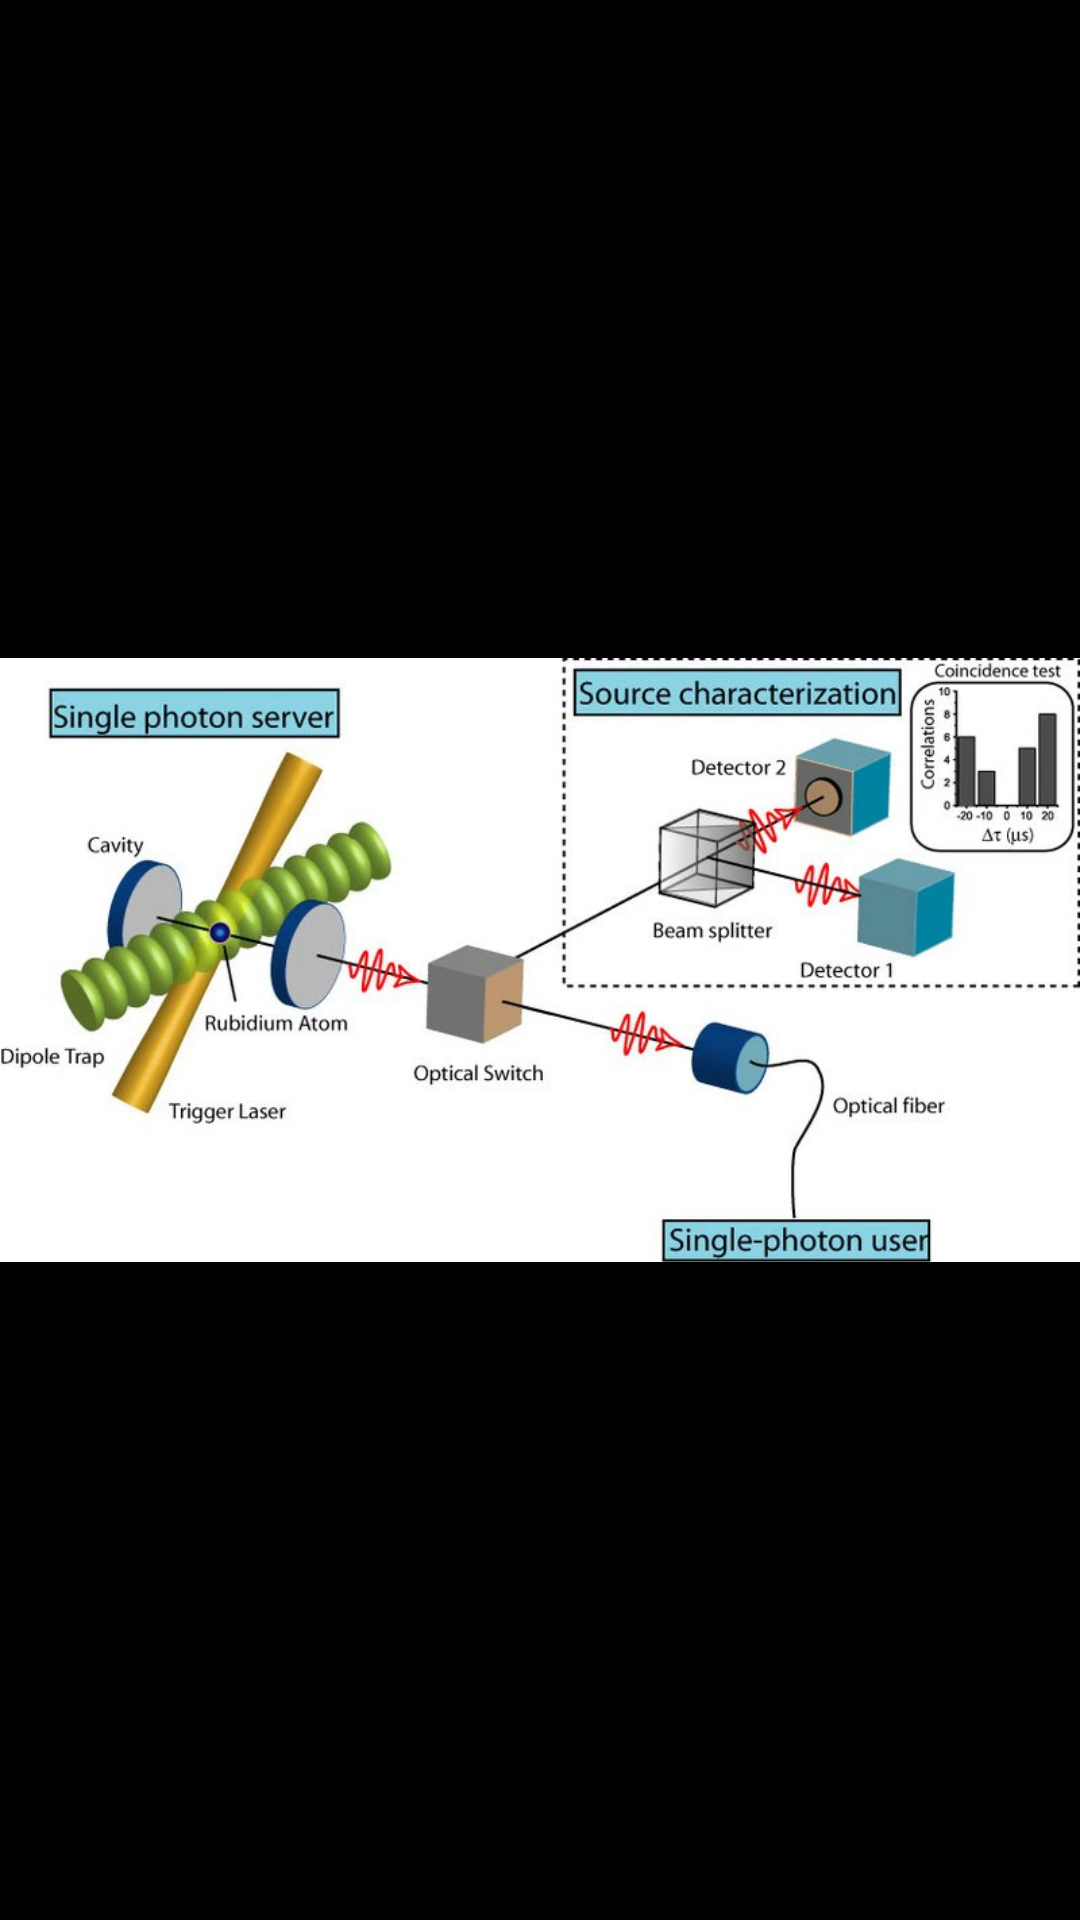 Single photon server
Source characterization
Coincidence test
Correlations
10
8
6
4
2
0
-20 -10 0 10 20
Δτ (μs)
Detector 2
Cavity
Beam splitter
Detector 1
Rubidium Atom
Dipole Trap
Optical Switch
Trigger Laser
Optical fiber
Single-photon user